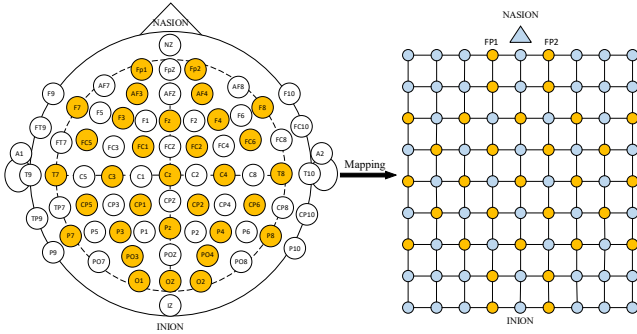 NASION
NZ
Fp1 FpZ Fp2
AF7 AF3 AFZ AF4 AF8
F9 F7 F5 F3 F1 Fz F2 F4 F6 F8 F10
FT9 FT7 FC5 FC3 FC1 FCZ FC2 FC4 FC6 FC8 FC10
A1 A2
T9 T7 C5 C3 C1 Cz C2 C4 C8 T8 T10
TP9 TP7 CP5 CP3 CP1 CPZ CP2 CP4 CP6 CP8 CP10
P9 P7 P5 P3 P1 Pz P2 P4 P6 P8 P10
PO7 PO3 POZ PO4 PO8
O1 OZ O2
IZ
INION
Mapping
NASION
FP1 FP2
INION